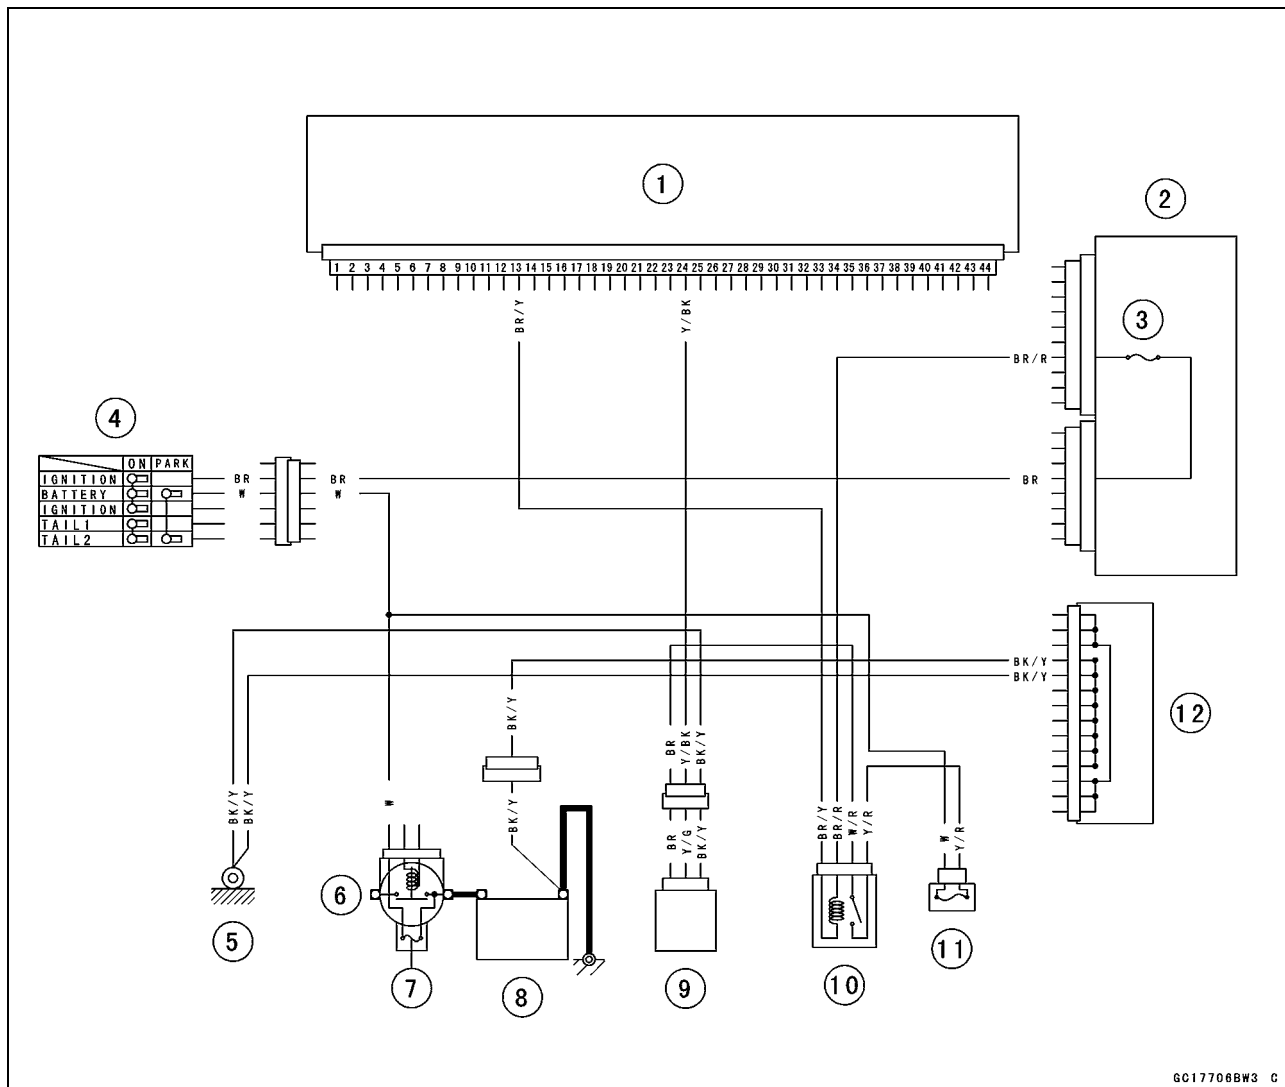 1
2
1 2 3 4 5 6 7 8 9 10 11 12 13 14 15 16 17 18 19 20 21 22 23 24 25 26 27 28 29 30 31 32 33 34 35 36 37 38 39 40 41 42 43 44
BR/Y
Y/BK
3
BR/R
4
ON PARK
IGNITION
BATTERY
IGNITION
TAIL1
TAIL2
BR
W
BR
W
BR
BK/Y
BK/Y
12
BK/Y
BR
Y/BK
BK/Y
BK/Y
BK/Y
W
BK/Y
BR
Y/G
BK/Y
BR/Y
BR/R
W/R
Y/R
W
Y/R
6
5
7
8
9
10
11
GC17706BW3 C